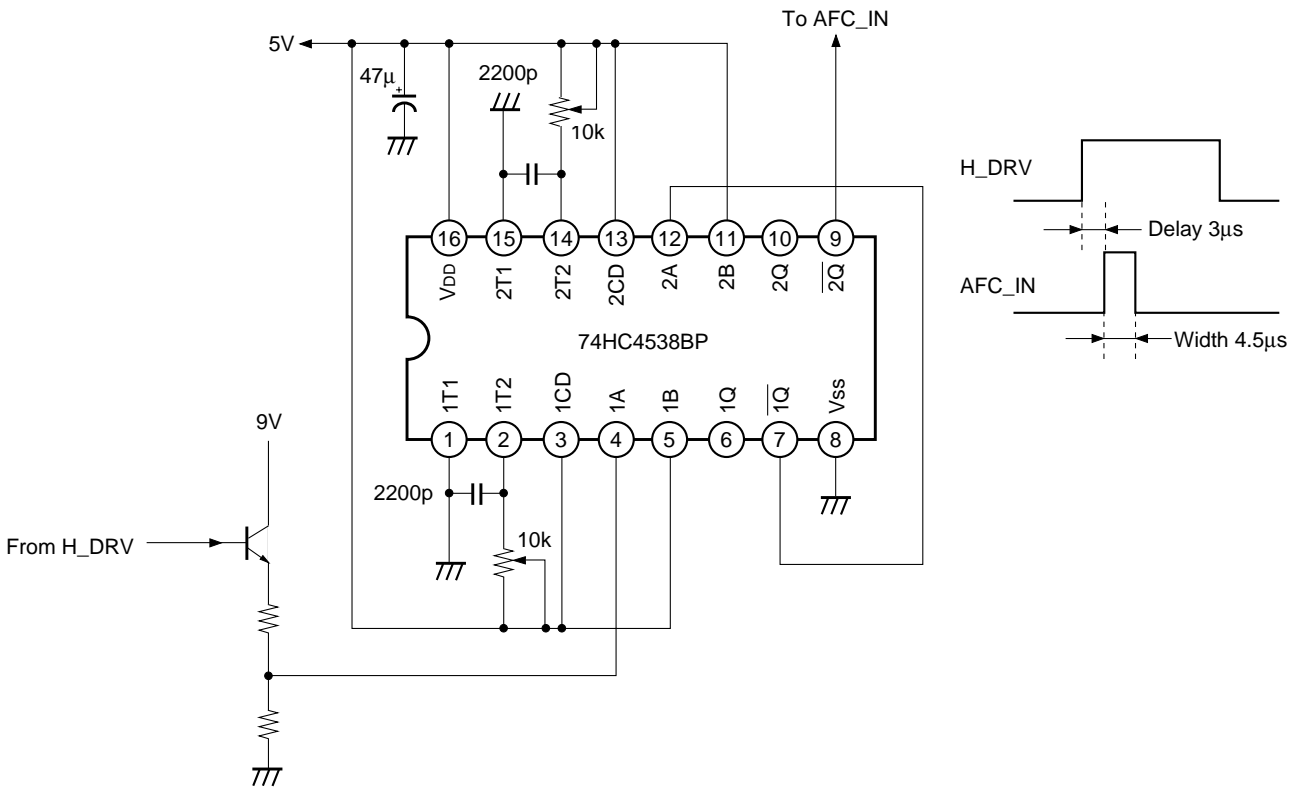 To AFC_IN
5V
47µ
+
2200p
10k
H_DRV
Delay 3µs
AFC_IN
Width 4.5µs
16 15 14 13 12 11 10 9
VDD 2T1 2T2 2CD 2A 2B 2Q 2Q
74HC4538BP
1T1 1T2 1CD 1A 1B 1Q 1Q Vss
1 2 3 4 5 6 7 8
9V
2200p
10k
From H_DRV